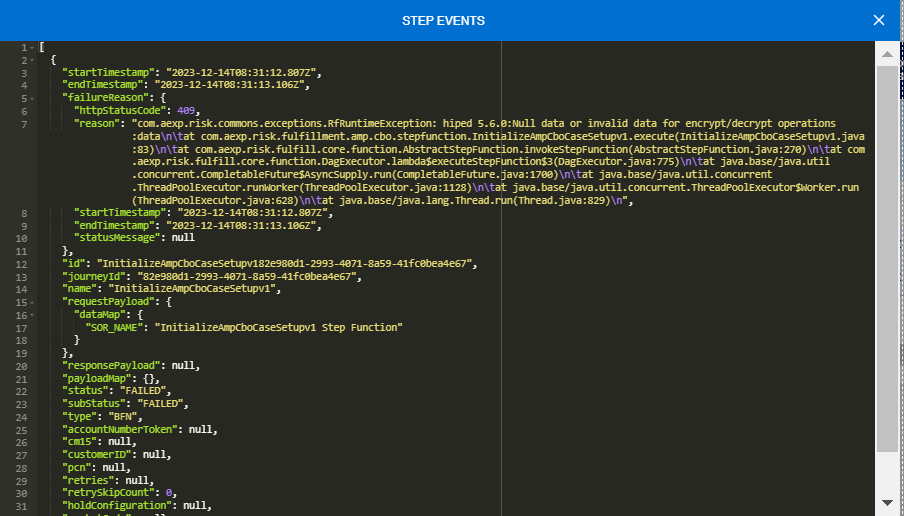 STEP EVENTS
1 [
2 {
3 "startTimestamp": "2023-12-14T08:31:12.807Z",
4 "endTimestamp": "2023-12-14T08:31:13.106Z",
5 "failureReason": {
6 "httpStatusCode": 409,
7 "reason": "com.aexp.risk.commons.exceptions.RfRuntimeException: hiped 5.6.0:Null data or invalid data for encrypt/decrypt operations
:data\n\tat com.aexp.risk.fulfillment.amp.cbo.stepfunction.InitializeAmpCboCaseSetupv1.execute(InitializeAmpCboCaseSetupv1.java
:83)\n\tat com.aexp.risk.fulfill.core.function.AbstractStepFunction.invokeStepFunction(AbstractStepFunction.java:270)\n\tat com
.aexp.risk.fulfill.core.function.DagExecutor.lambda$executeStepFunction$3(DagExecutor.java:775)\n\tat java.base/java.util
.concurrent.CompletableFuture$AsyncSupply.run(CompletableFuture.java:1700)\n\tat java.base/java.util.concurrent
.ThreadPoolExecutor.runWorker(ThreadPoolExecutor.java:1128)\n\tat java.base/java.util.concurrent.ThreadPoolExecutor$Worker.run
(ThreadPoolExecutor.java:628)\n\tat java.base/java.lang.Thread.run(Thread.java:829)\n",
8 "startTimestamp": "2023-12-14T08:31:12.807Z",
9 "endTimestamp": "2023-12-14T08:31:13.106Z",
10 "statusMessage": null
11 },
12 "id": "InitializeAmpCboCaseSetupv182e980d1-2993-4071-8a59-41fc0bea4e67",
13 "journeyId": "82e980d1-2993-4071-8a59-41fc0bea4e67",
14 "name": "InitializeAmpCboCaseSetupv1",
15 "requestPayload": {
16 "dataMap": {
17 "SOR_NAME": "InitializeAmpCboCaseSetupv1 Step Function"
18 }
19 },
20 "responsePayload": null,
21 "payloadMap": {},
22 "status": "FAILED",
23 "subStatus": "FAILED",
24 "type": "BFN",
25 "accountNumberToken": null,
26 "cm15": null,
27 "customerID": null,
28 "pcn": null,
29 "retries": null,
30 "retrySkipCount": 0,
31 "holdConfiguration": null,